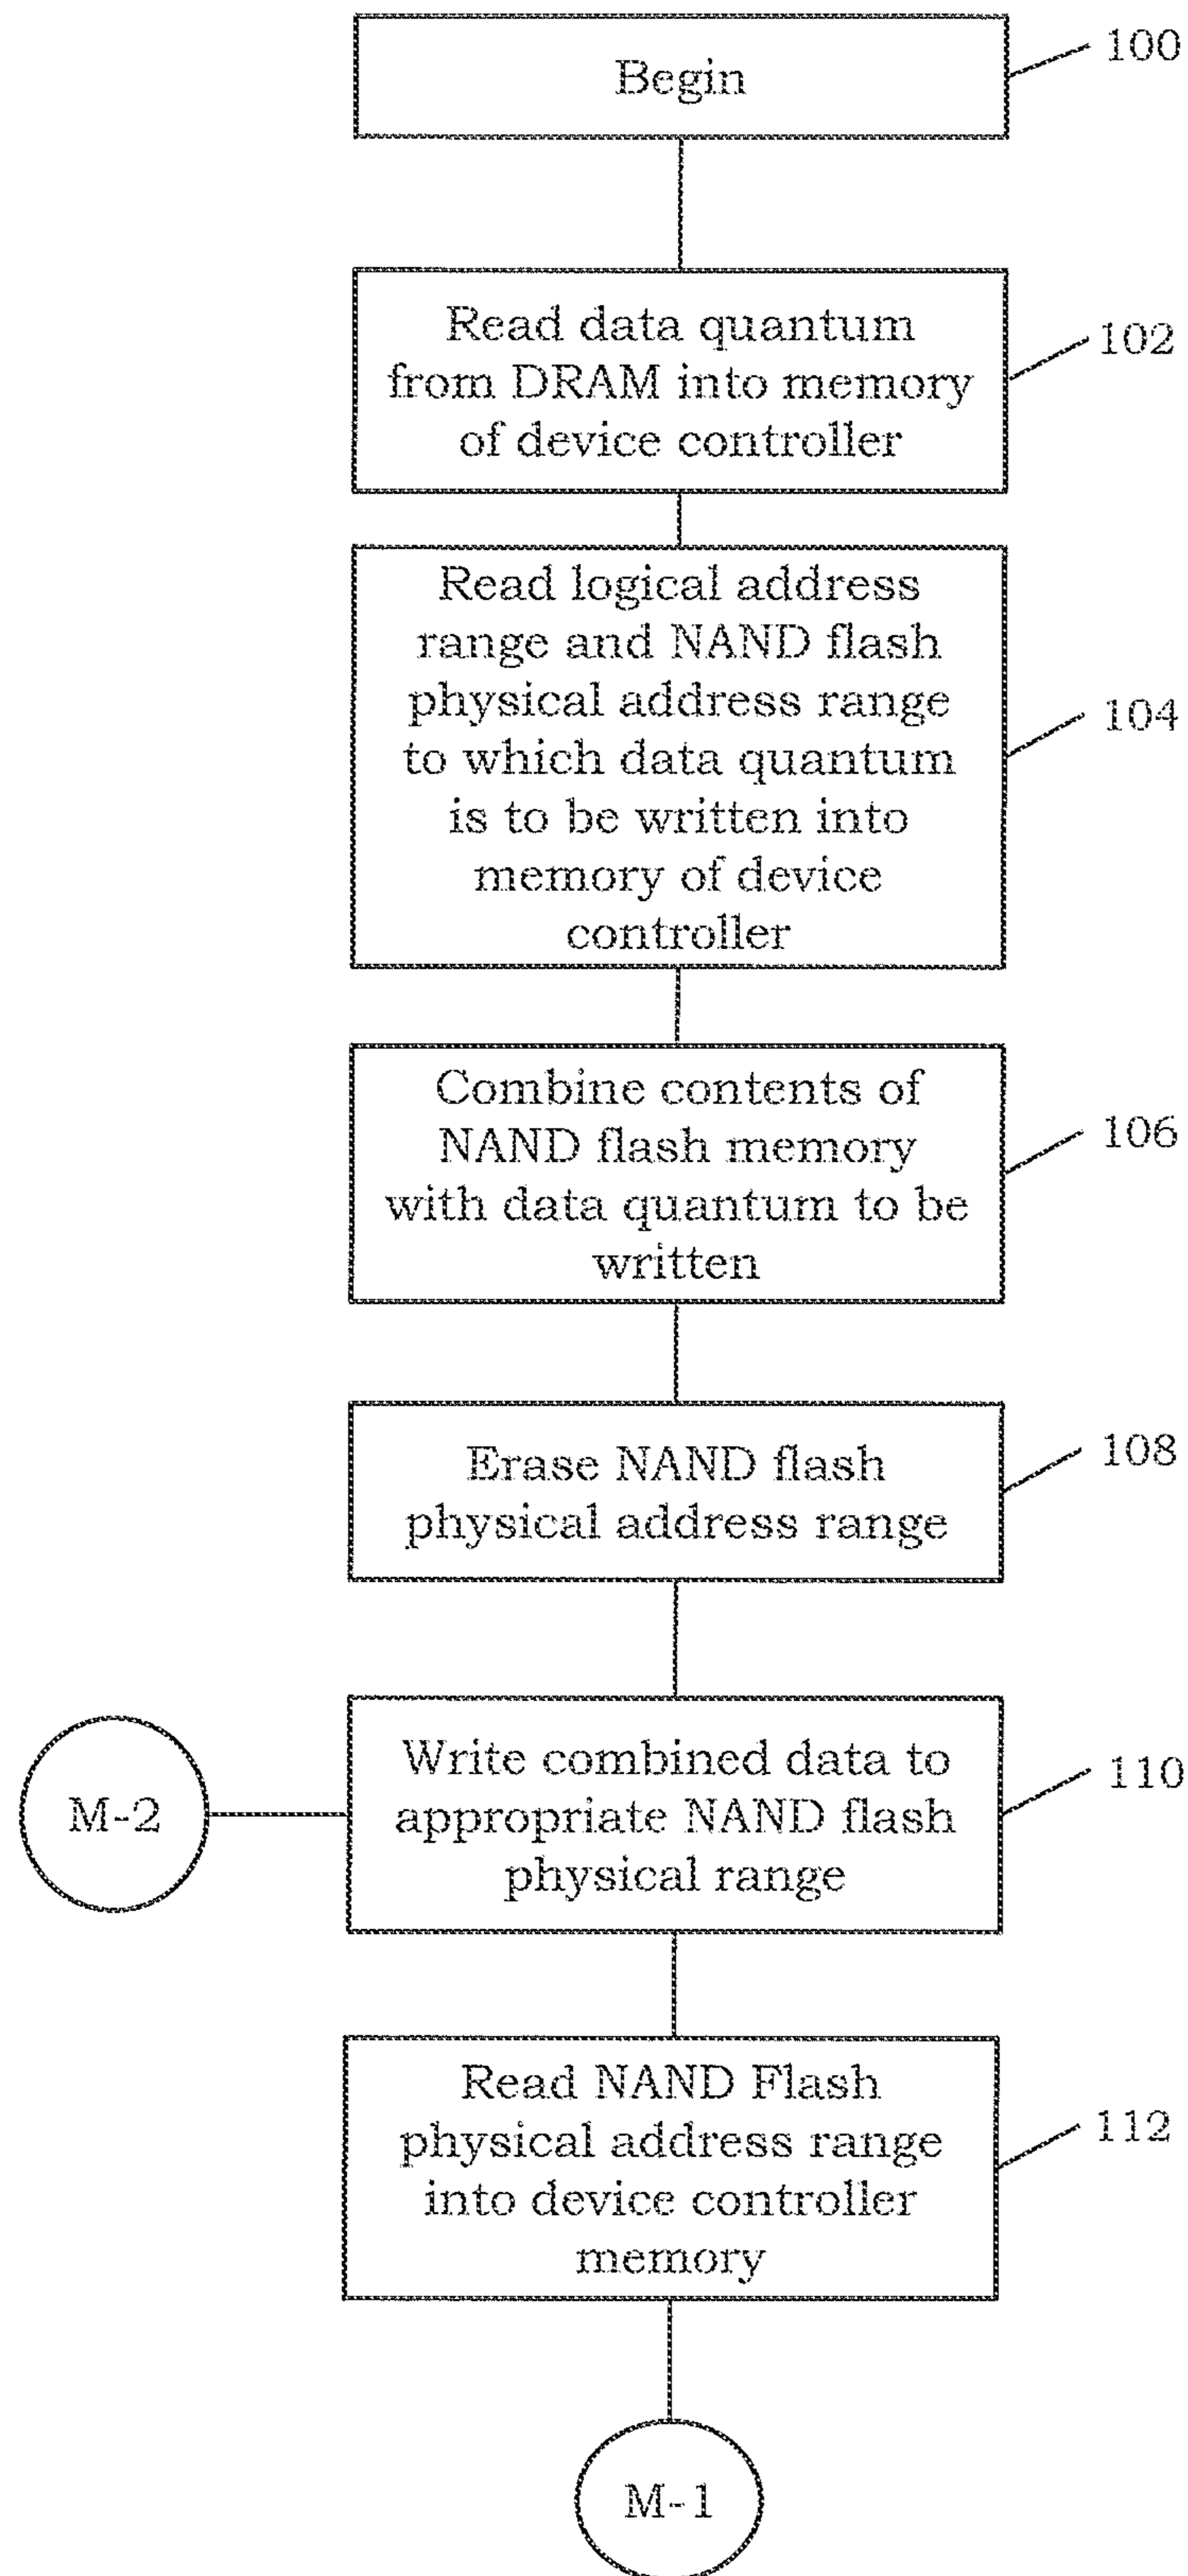 Begin
100
Read data quantum
from DRAM into memory
of device controller
102
Read logical address
range and NAND flash
physical address range
to which data quantum
is to be written into
memory of device
controller
104
Combine contents of
NAND flash memory
with data quantum to be
written
106
Erase NAND flash
physical address range
108
M-2
Write combined data to
appropriate NAND flash
physical range
110
Read NAND Flash
physical address range
into device controller
memory
112
M-1